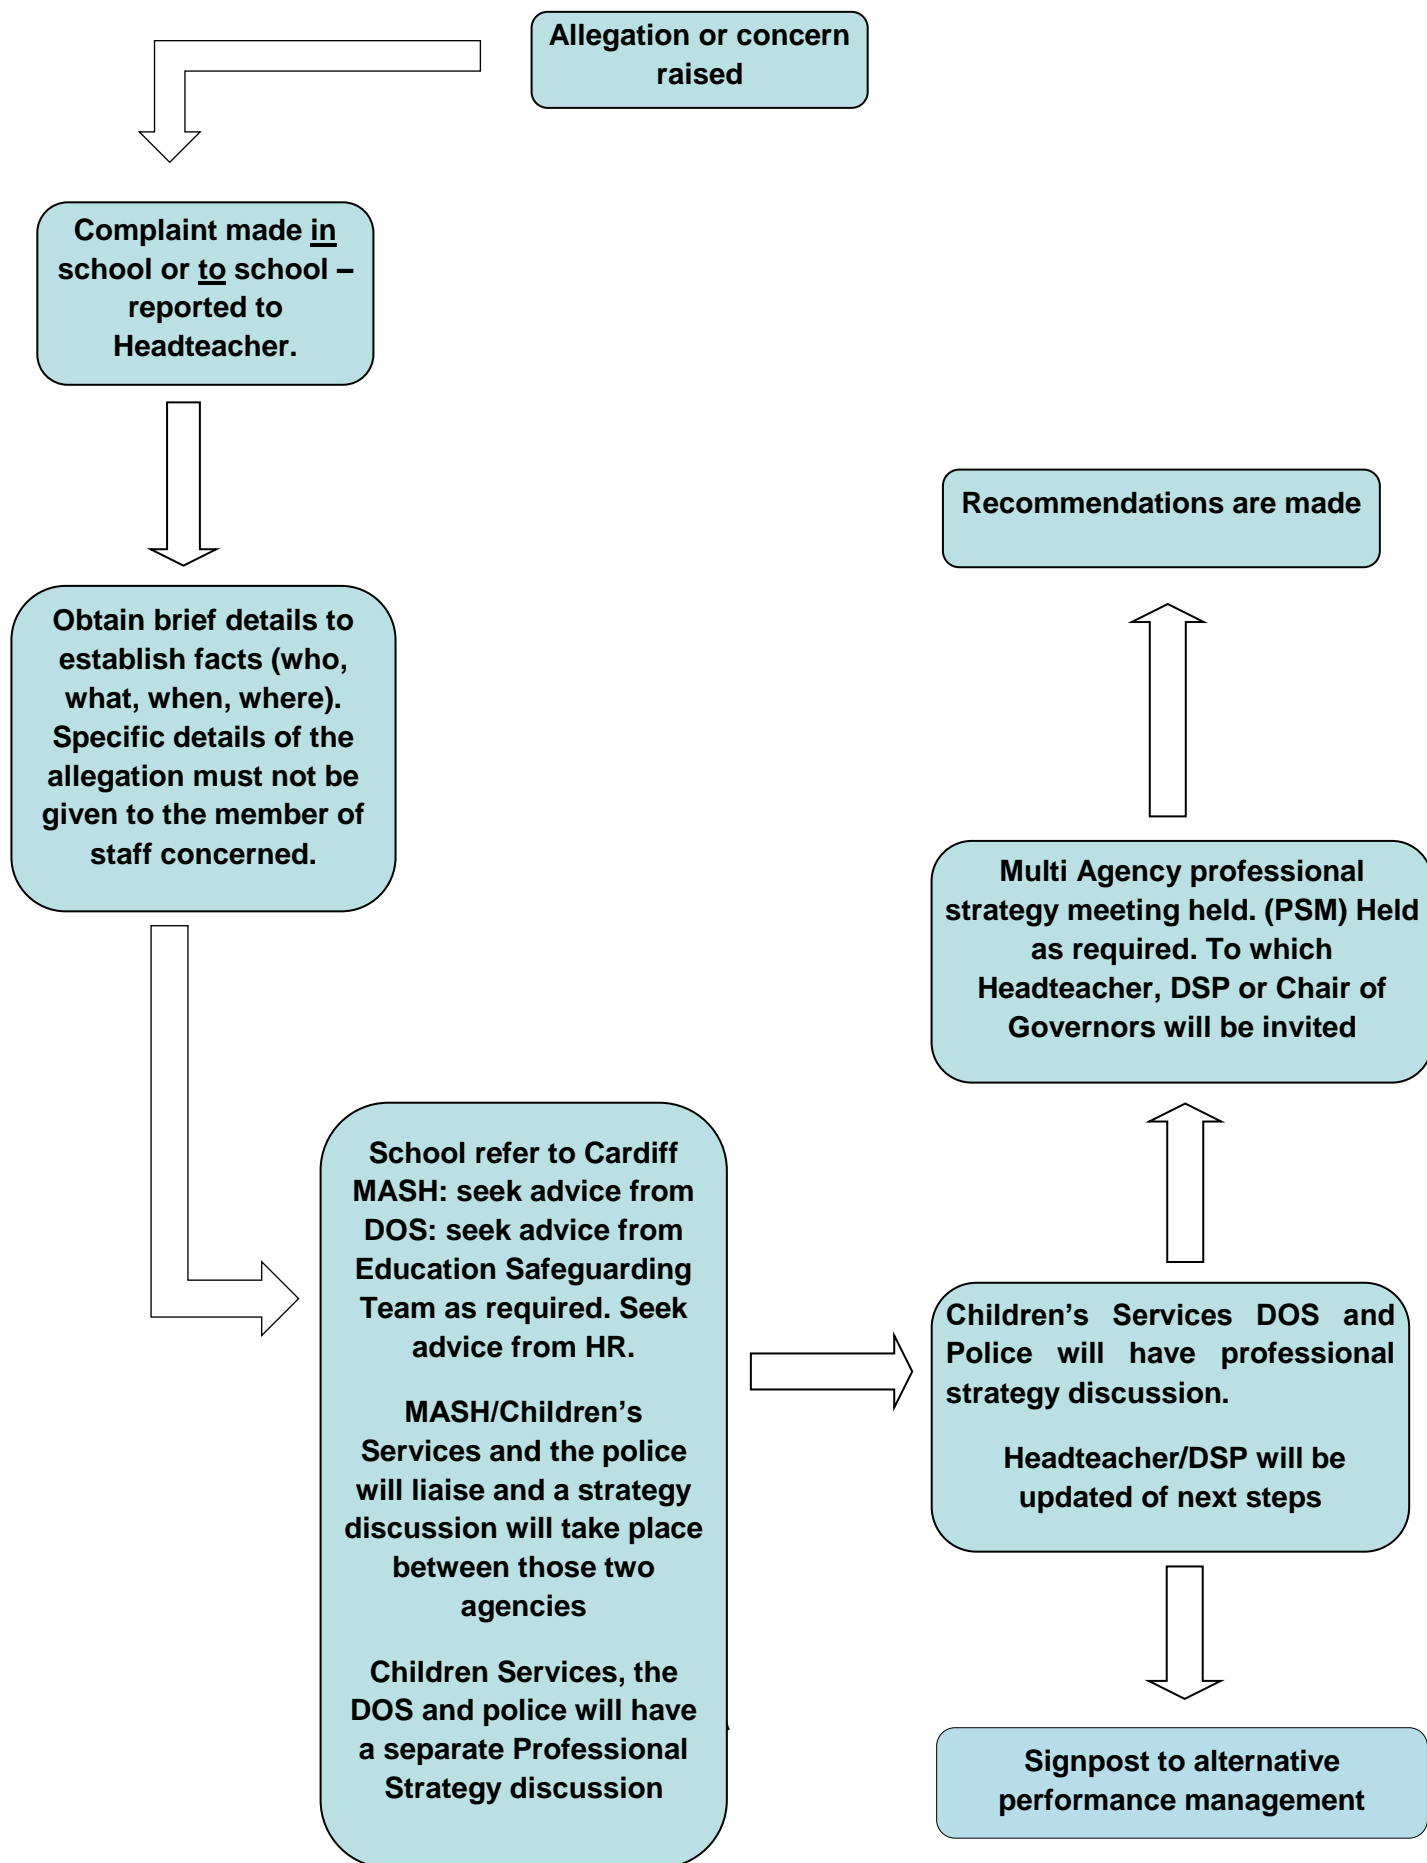 Allegation or concern
raised
Complaint made in
school or to school –
reported to
Headteacher.
Obtain brief details to
establish facts (who,
what, when, where).
Specific details of the
allegation must not be
given to the member of
staff concerned.
School refer to Cardiff
MASH: seek advice from
DOS: seek advice from
Education Safeguarding
Team as required. Seek
advice from HR.
MASH/Children’s
Services and the police
will liaise and a strategy
discussion will take place
between those two
agencies
Children Services, the
DOS and police will have
a separate Professional
Strategy discussion
Children’s Services DOS and
Police will have professional
strategy discussion.
Headteacher/DSP will be
updated of next steps
Multi Agency professional
strategy meeting held. (PSM) Held
as required. To which
Headteacher, DSP or Chair of
Governors will be invited
Recommendations are made
Signpost to alternative
performance management